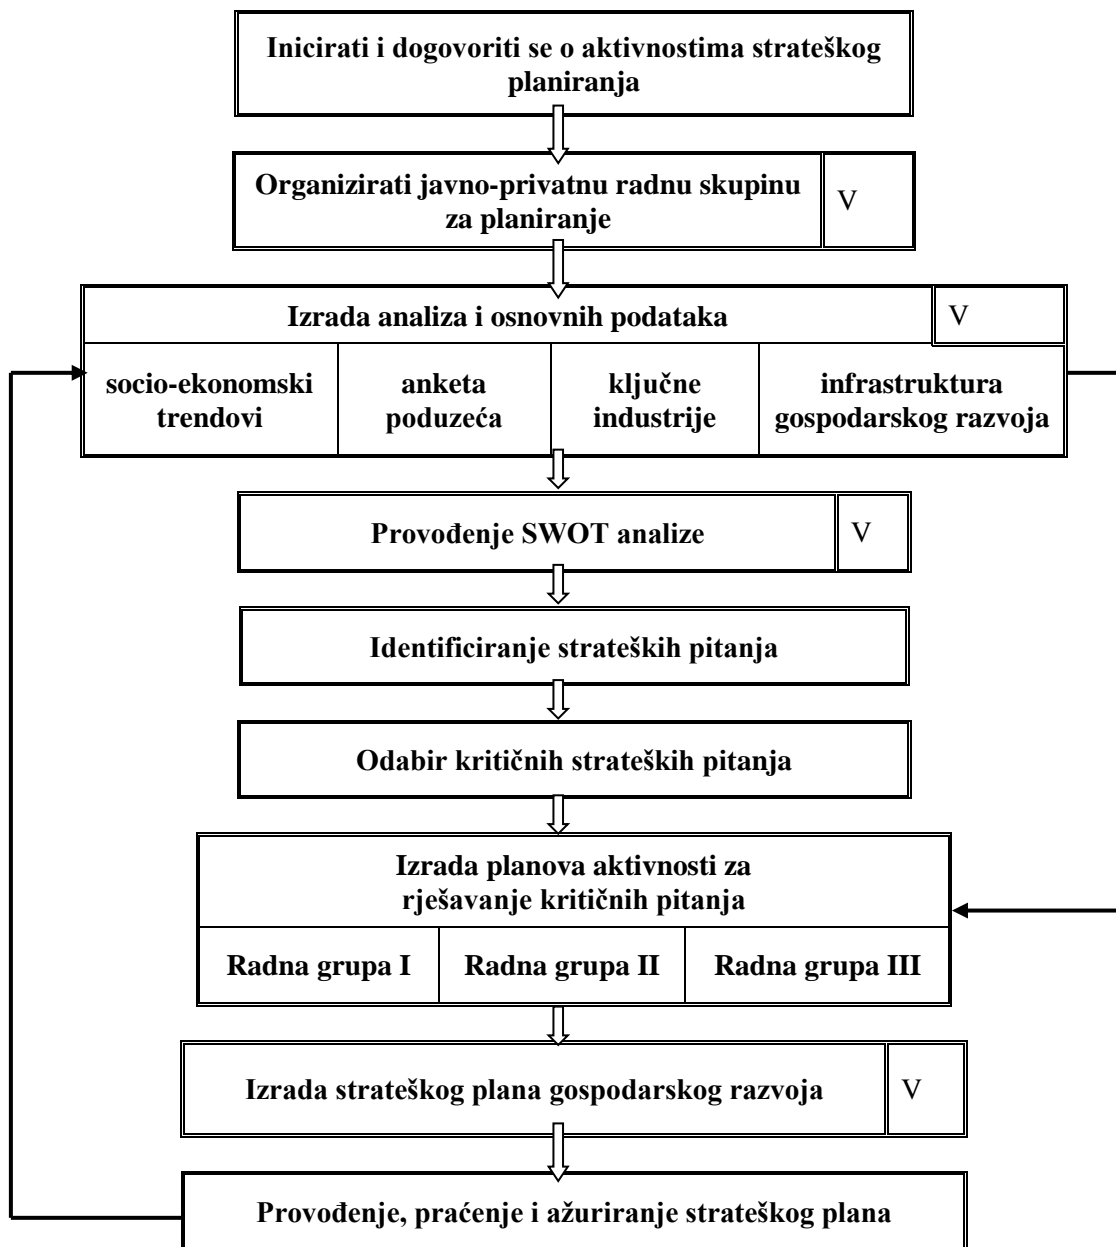 Inicirati i dogovoriti se o aktivnostima strateškog
planiranja
Organizirati javno-privatnu radnu skupinu
za planiranje
V
Izrada analiza i osnovnih podataka
V
socio-ekonomski
trendovi
anketa
poduzeća
ključne
industrije
infrastruktura
gospodarskog razvoja
Provođenje SWOT analize
V
Identificiranje strateških pitanja
Odabir kritičnih strateških pitanja
Izrada planova aktivnosti za
rješavanje kritičnih pitanja
Radna grupa I
Radna grupa II
Radna grupa III
Izrada strateškog plana gospodarskog razvoja
V
Provođenje, praćenje i ažuriranje strateškog plana